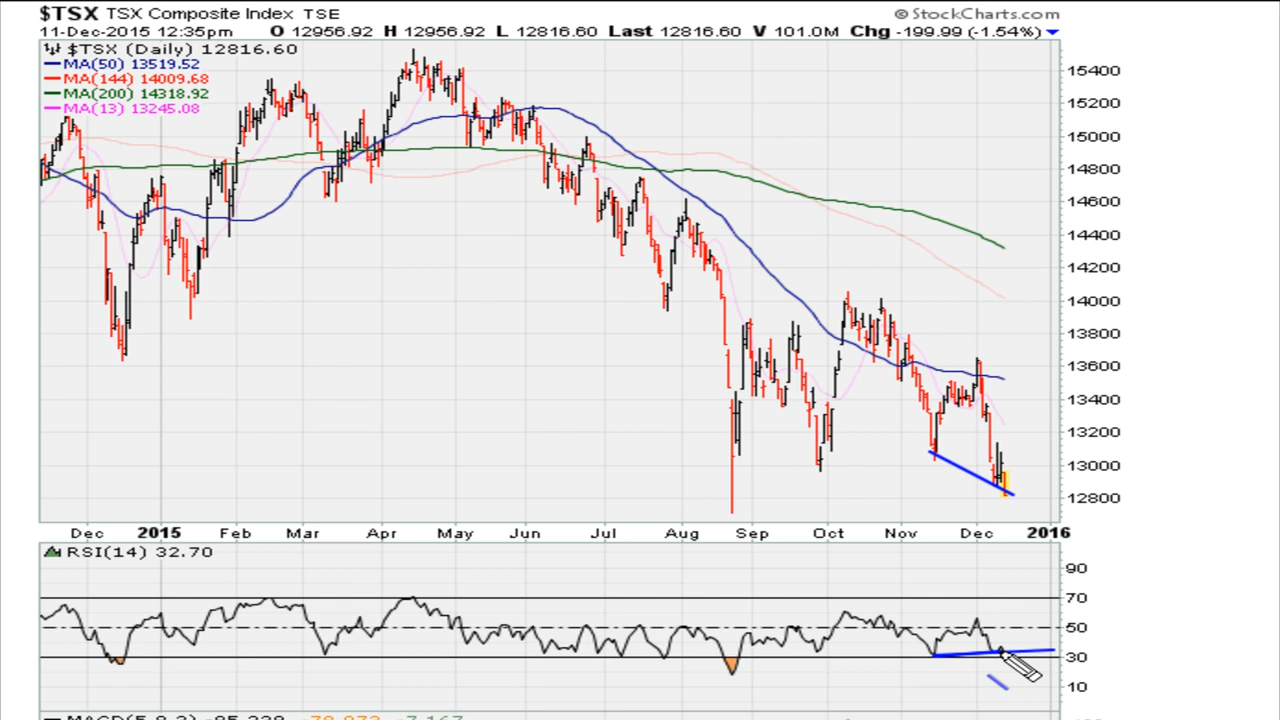 $TSX TSX Composite Index TSE ©StockCharts.com
11-Dec-2015 12:35pm O 12956.92 H 12956.92 L 12816.60 Last 12816.60 V 101.0M Chg -199.99 (-1.54%)
$TSX (Daily) 12816.60
MA(50) 13519.52
MA(144) 14009.68
MA(200) 14318.92
MA(13) 13245.08
15400
15200
15000
14800
14600
14400
14200
14000
13800
13600
13400
13200
13000
12800
Dec 2015 Feb Mar Apr May Jun Jul Aug Sep Oct Nov Dec 2016
RSI(14) 32.70
90
70
50
30
10